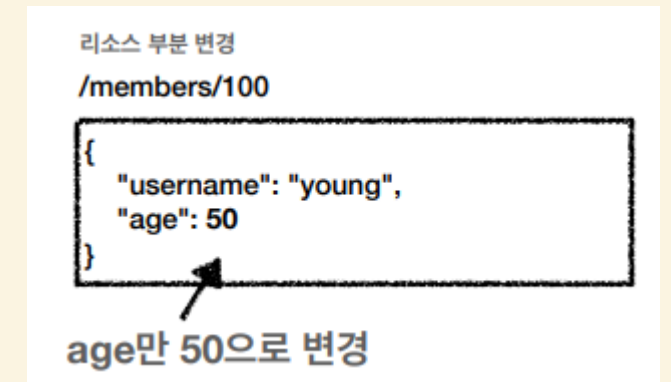 리소스 부분 변경
/members/100
{
"username": "young",
"age": 50
}
age만 50으로 변경